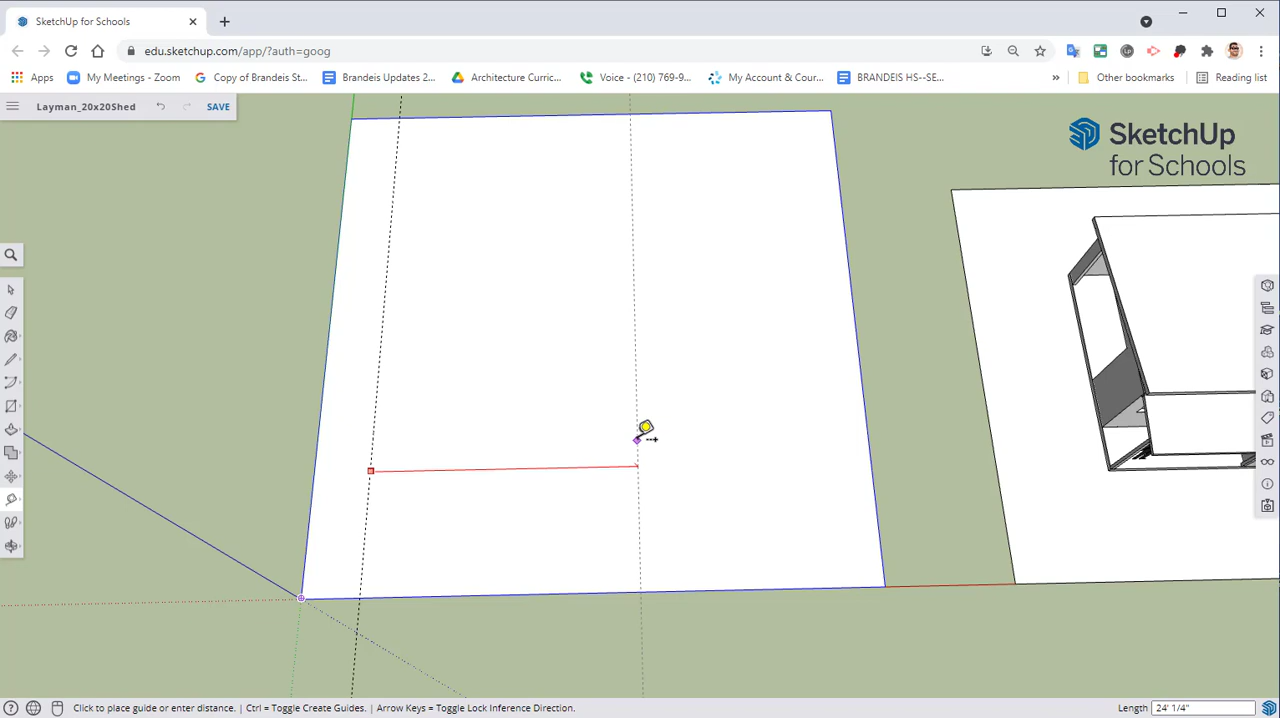 SketchUp for Schools
edu.sketchup.com/app/?auth=goog
Apps
My Meetings - Zoom
Copy of Brandeis St...
Brandeis Updates 2...
Architecture Curric...
Voice - (210) 769-9...
My Account & Cour...
BRANDEIS HS--SE...
»
Other bookmarks
Reading list
Layman_20x20Shed
SAVE
SketchUp
for Schools
Click to place guide or enter distance. | Ctrl = Toggle Create Guides. | Arrow Keys = Toggle Lock Inference Direction.
Length
24' 1/4"